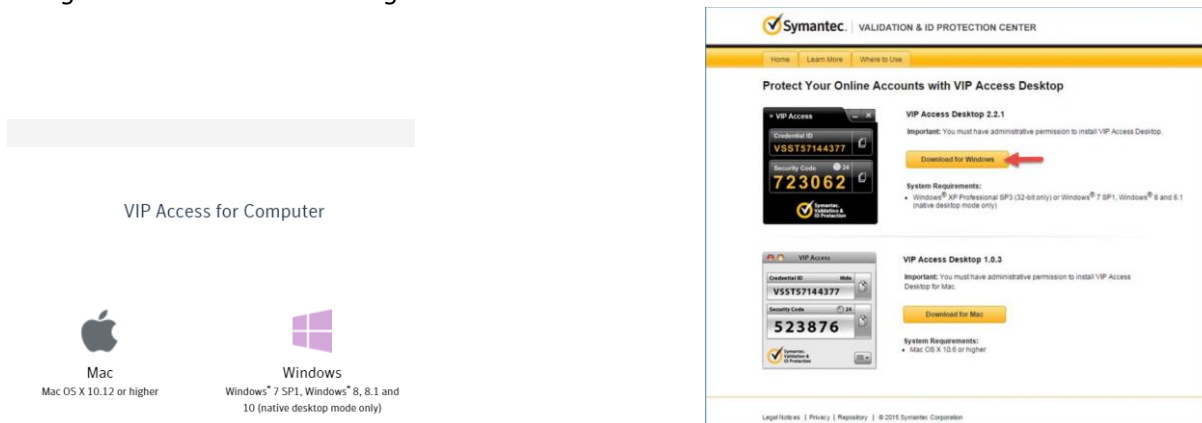 VIP Access for Computer
Mac
Mac OS X 10.12 or higher
Windows
Windows® 7 SP1, Windows® 8, 8.1 and
10 (native desktop mode only)
Symantec. VALIDATION & ID PROTECTION CENTER
Home Learn More Where to Use
Protect Your Online Accounts with VIP Access Desktop
VIP Access
Credential ID
VSST57144377
Security Code 24
723062
Symantec.
Validation &
ID Protection
VIP Access Desktop 2.2.1
Important: You must have administrative permission to install VIP Access Desktop.
Download for Windows
System Requirements:
• Windows® XP Professional SP3 (32-bit only) or Windows® 7 SP1, Windows® 8 and 8.1
(native desktop mode only)
VIP Access
Credential ID Hide
VSST57144377
Security Code 24
523876
Symantec.
Validation &
ID Protection
VIP Access Desktop 1.0.3
Important: You must have administrative permission to install VIP Access
Desktop for Mac.
Download for Mac
System Requirements:
• Mac OS X 10.6 or higher
Legal Notices | Privacy | Repository | © 2015 Symantec Corporation